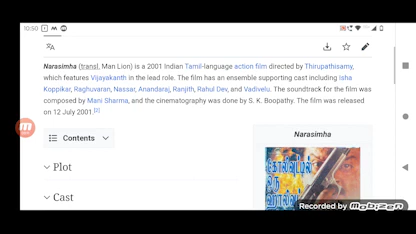 10:50
Narasimha (transl. Man Lion) is a 2001 Indian Tamil-language action film directed by Thirupathisamy,
which features Vijayakanth in the lead role. The film has an ensemble supporting cast including Isha
Koppikar, Raghuvaran, Nassar, Anandaraj, Ranjith, Rahul Dev, and Vadivelu. The soundtrack for the film was
composed by Mani Sharma, and the cinematography was done by S. K. Boopathy. The film was released
on 12 July 2001.[2]
Contents
Narasimha
Plot
Cast
Recorded by Mobizen